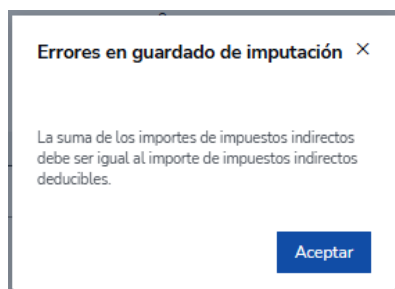 Errores en guardado de imputación ×
La suma de los importes de impuestos indirectos
debe ser igual al importe de impuestos indirectos
deducibles.
Aceptar